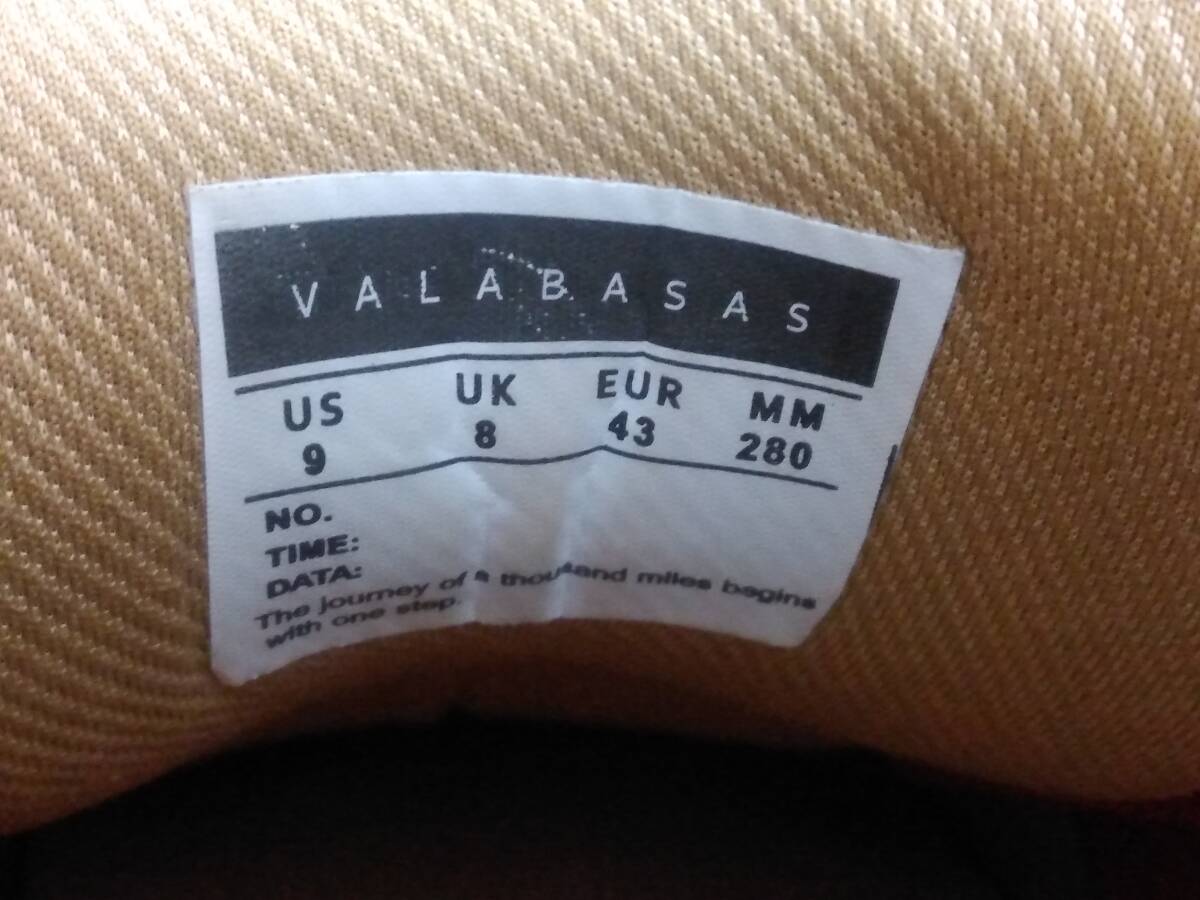 VALABASAS
US UK EUR MM
9 8 43 280
NO.
TIME:
DATA:
The journey of a thousand miles begins
with one step.